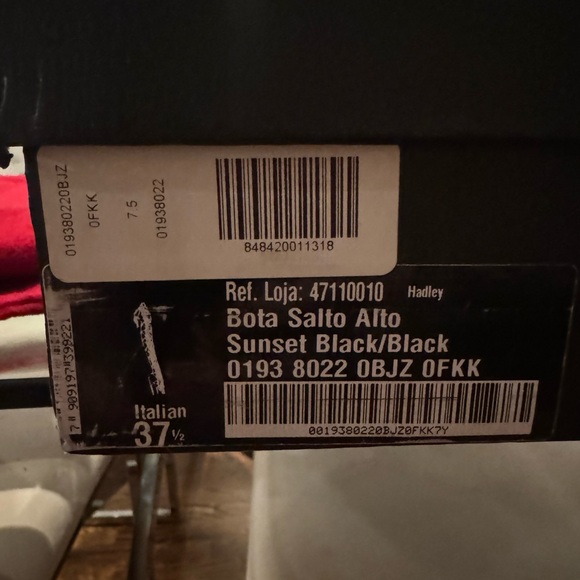 019380220BJZ
0FKK
7.5
01938022
848420011318
Ref. Loja: 47110010 Hadley
Bota Salto Alto
Sunset Black/Black
0193 8022 0BJZ 0FKK
Italian
37 ½
0019380220BJZ0FKK7Y